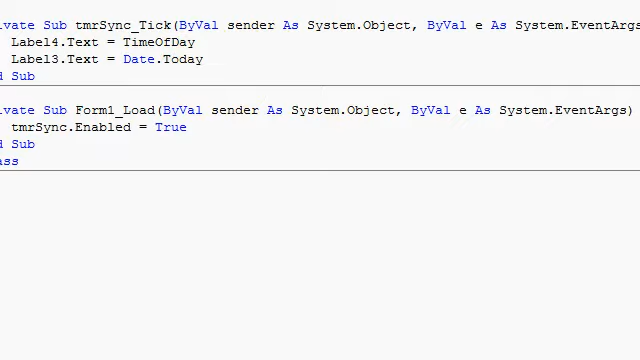 ivate Sub tmrSync_Tick(ByVal sender As System.Object, ByVal e As System.EventArgs
Label4.Text = TimeOfDay
Label3.Text = Date.Today
d Sub
ivate Sub Form1_Load(ByVal sender As System.Object, ByVal e As System.EventArgs)
tmrSync.Enabled = True
d Sub
ass